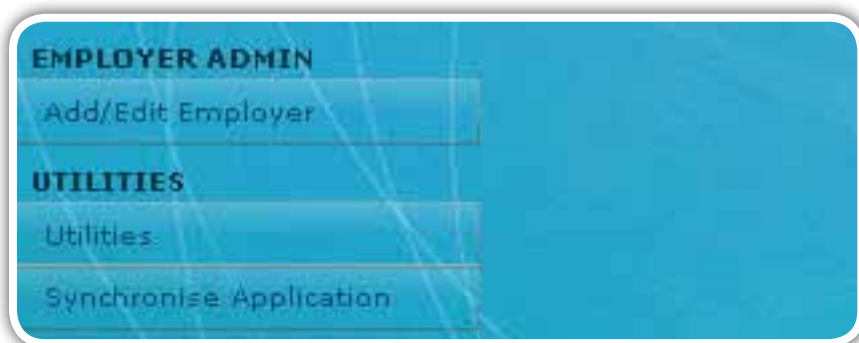 EMPLOYER ADMIN
Add/Edit Employer
UTILITIES
Utilities
Synchronise Application